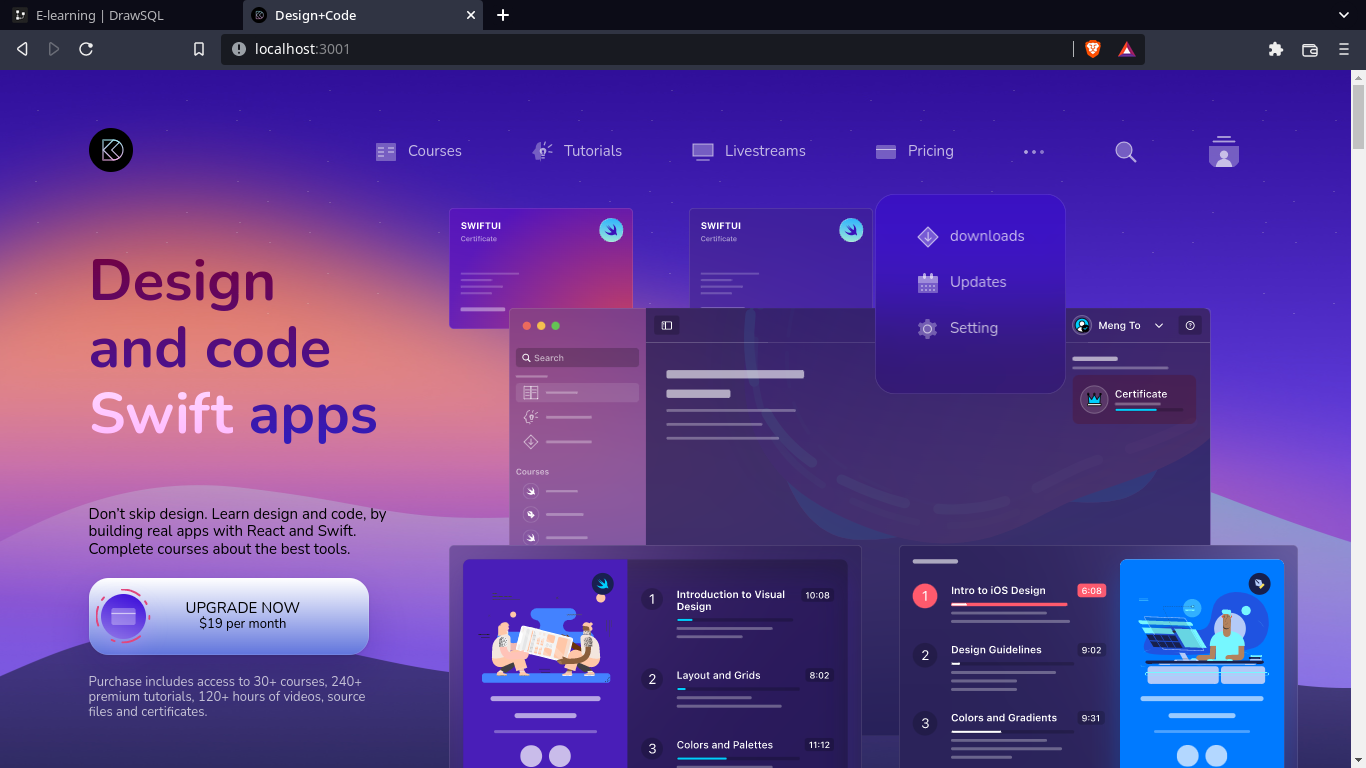 E-learning | DrawSQL
Design+Code
localhost:3001
Courses
Tutorials
Livestreams
Pricing
SWIFTUI
Certificate
SWIFTUI
Certificate
downloads
Updates
Setting
Design
and code
Swift apps
Search
Courses
Meng To
Certificate
Don't skip design. Learn design and code, by
building real apps with React and Swift.
Complete courses about the best tools.
UPGRADE NOW
$19 per month
Purchase includes access to 30+ courses, 240+
premium tutorials, 120+ hours of videos, source
files and certificates.
1 Introduction to Visual 10:08
Design
2 Layout and Grids 8:02
3 Colors and Palettes 11:12
1 Intro to iOS Design 6:08
2 Design Guidelines 9:02
3 Colors and Gradients 9:31